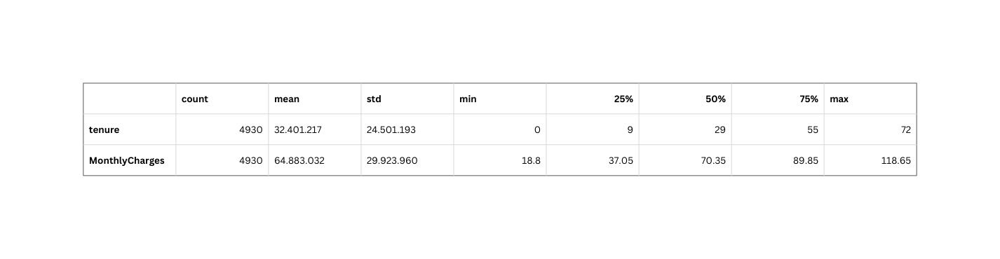 count mean std min 25% 50% 75% max
tenure 4930 32.401.217 24.501.193 0 9 29 55 72
MonthlyCharges 4930 64.883.032 29.923.960 18.8 37.05 70.35 89.85 118.65